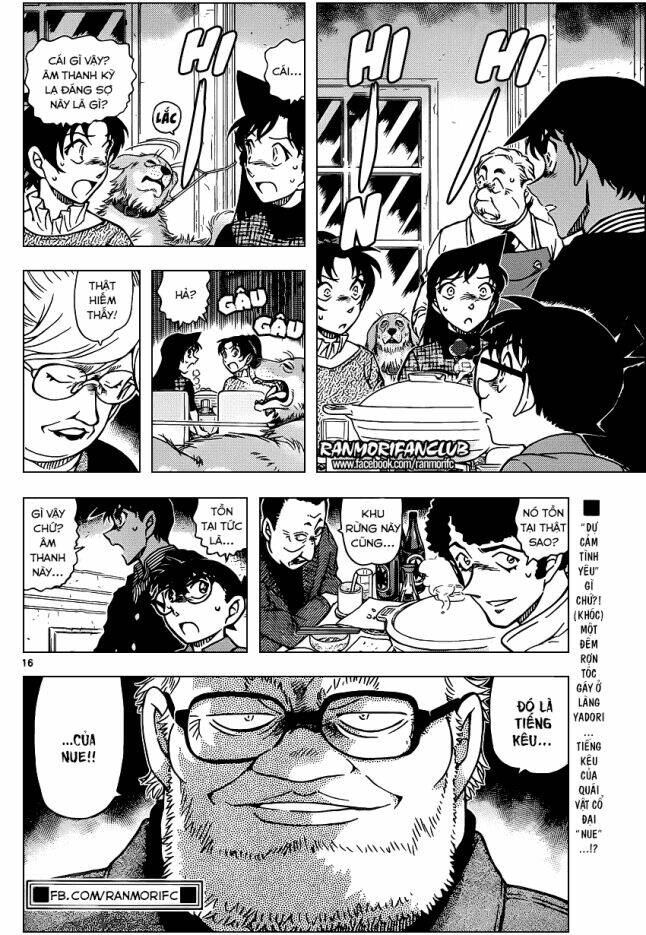 CÁI GÌ VẬY?
ÂM THANH KỲ
LẠ ĐÁNG SỢ
NÀY LÀ GÌ?
LẮC
CÁI...
HI
HI
HI
HI
N
RANMORIFANCLUB
www.facebook.com/ranmorifc
THẬT
HIẾM
THẤY!
HẢ?
GÂU
GÂU
GÌ VẬY
CHỨ?
ÂM
THANH
NÀY...
TỒN
TẠI TỨC
LÀ...
KHU
RỪNG NÀY
CŨNG...
NÓ TỒN
TẠI THẬT
SAO?
"DỰ
CẢM
TÌNH
YÊU"
GÌ
CHỨ?!
(KHÓC)
MỘT
ĐÊM
RỢN
TÓC
GÁY Ở
LÀNG
YADORI
...
TIẾNG
KÊU
CỦA
QUÁI
VẬT CỔ
ĐẠI
"NUE"
...!?
16
...CỦA
NUE!!
ĐÓ LÀ
TIẾNG
KÊU...
FB.COM/RANMORIFC